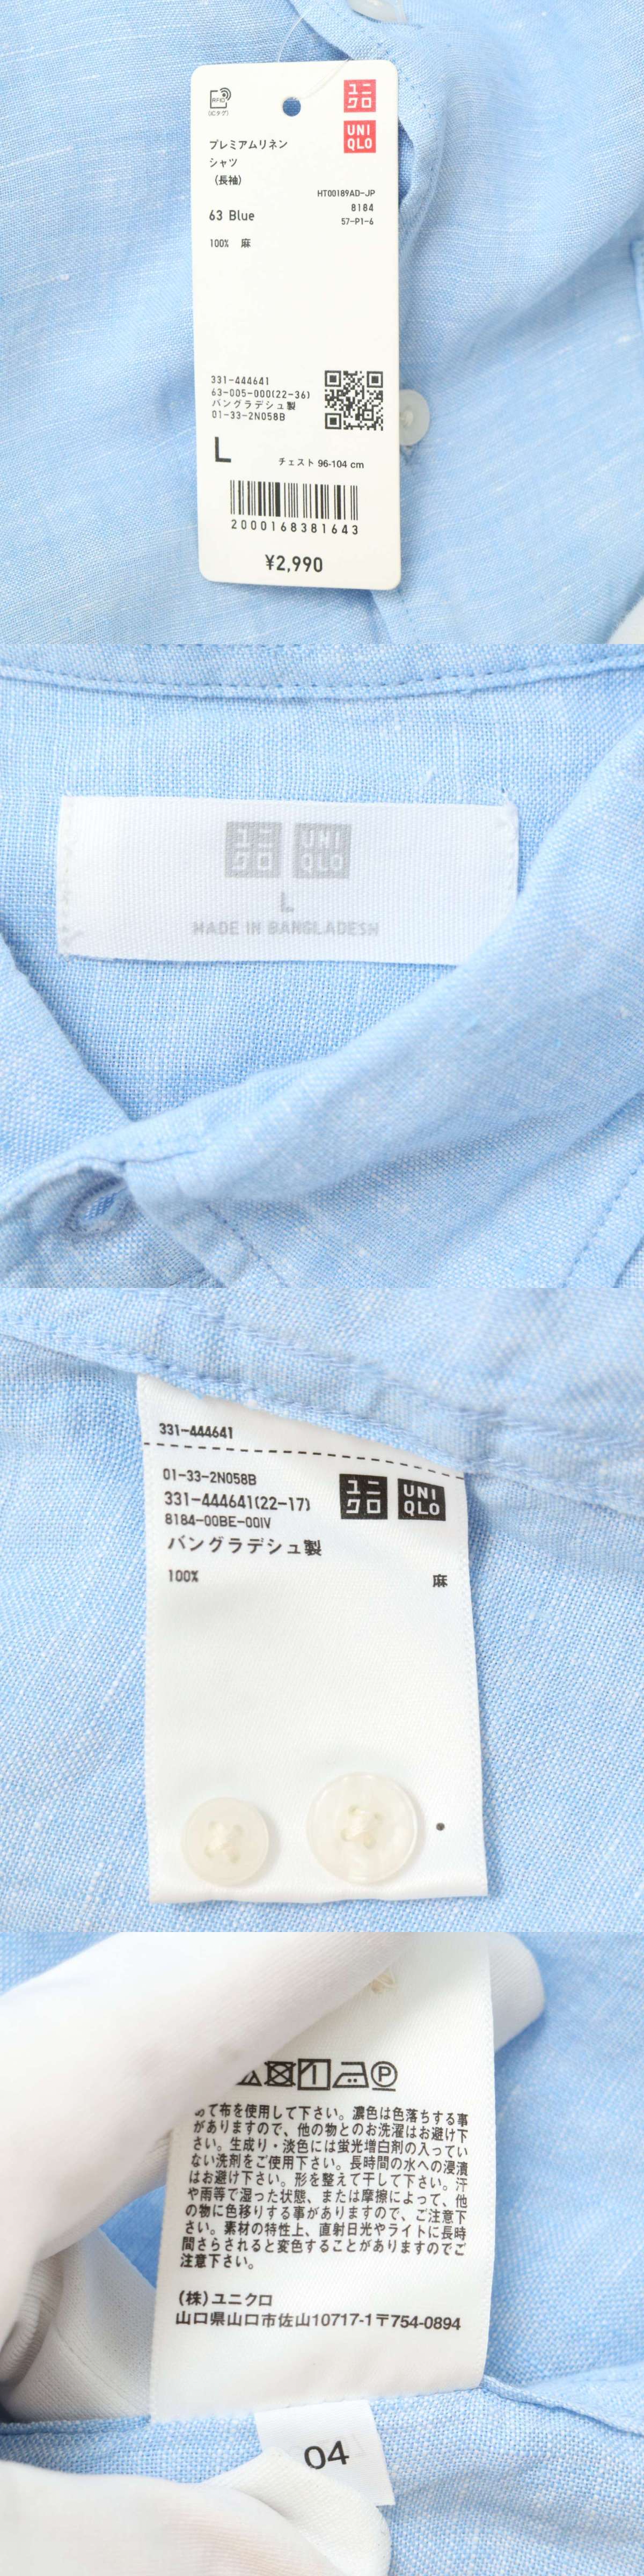 RFID
(ICタグ)
ユニ
クロ
UNI
QLO
プレミアムリネン
シャツ
(長袖)
HT00189AD-JP
8184
57-P1-6
63 Blue
100% 麻
331-444641
63-005-000(22-36)
バングラデシュ製
01-33-2N058B
L
チェスト 96-104 cm
2000168381643
¥2,990
ユニ
クロ
UNI
QLO
L
MADE IN BANGLADESH
331-444641
01-33-2N058B
331-444641(22-17)
8184-00BE-00IV
バングラデシュ製
ユニ
クロ
UNI
QLO
100% 麻
P
めて布を使用して下さい。濃色は色落ちする事
がありますので、他の物とのお洗濯はお避け下
さい。生成り・淡色には蛍光増白剤の入ってい
ない洗剤をご使用下さい。長時間の水への浸漬
はお避け下さい。形を整えて干して下さい。汗
や雨等で湿った状態、または摩擦によって、他
の物に色移りする事がありますので、ご注意下
さい。素材の特性上、直射日光やライトに長時
間さらされると変色することがありますのでご
注意下さい。
(株)ユニクロ
山口県山口市佐山10717-1〒754-0894
04